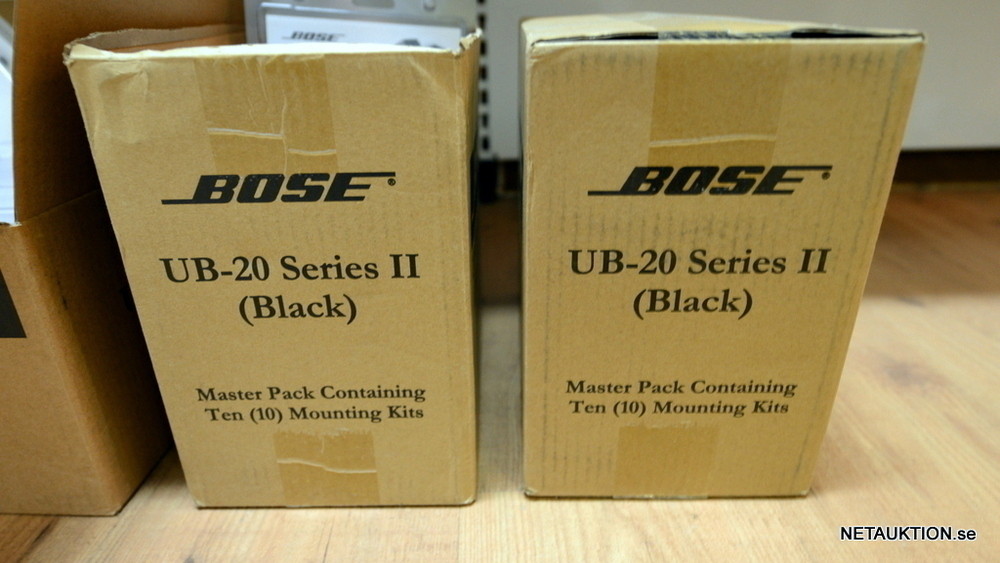 BOSE
BOSE®
UB-20 Series II
(Black)
Master Pack Containing
Ten (10) Mounting Kits
BOSE®
UB-20 Series II
(Black)
Master Pack Containing
Ten (10) Mounting Kits
NETAUKTION.se